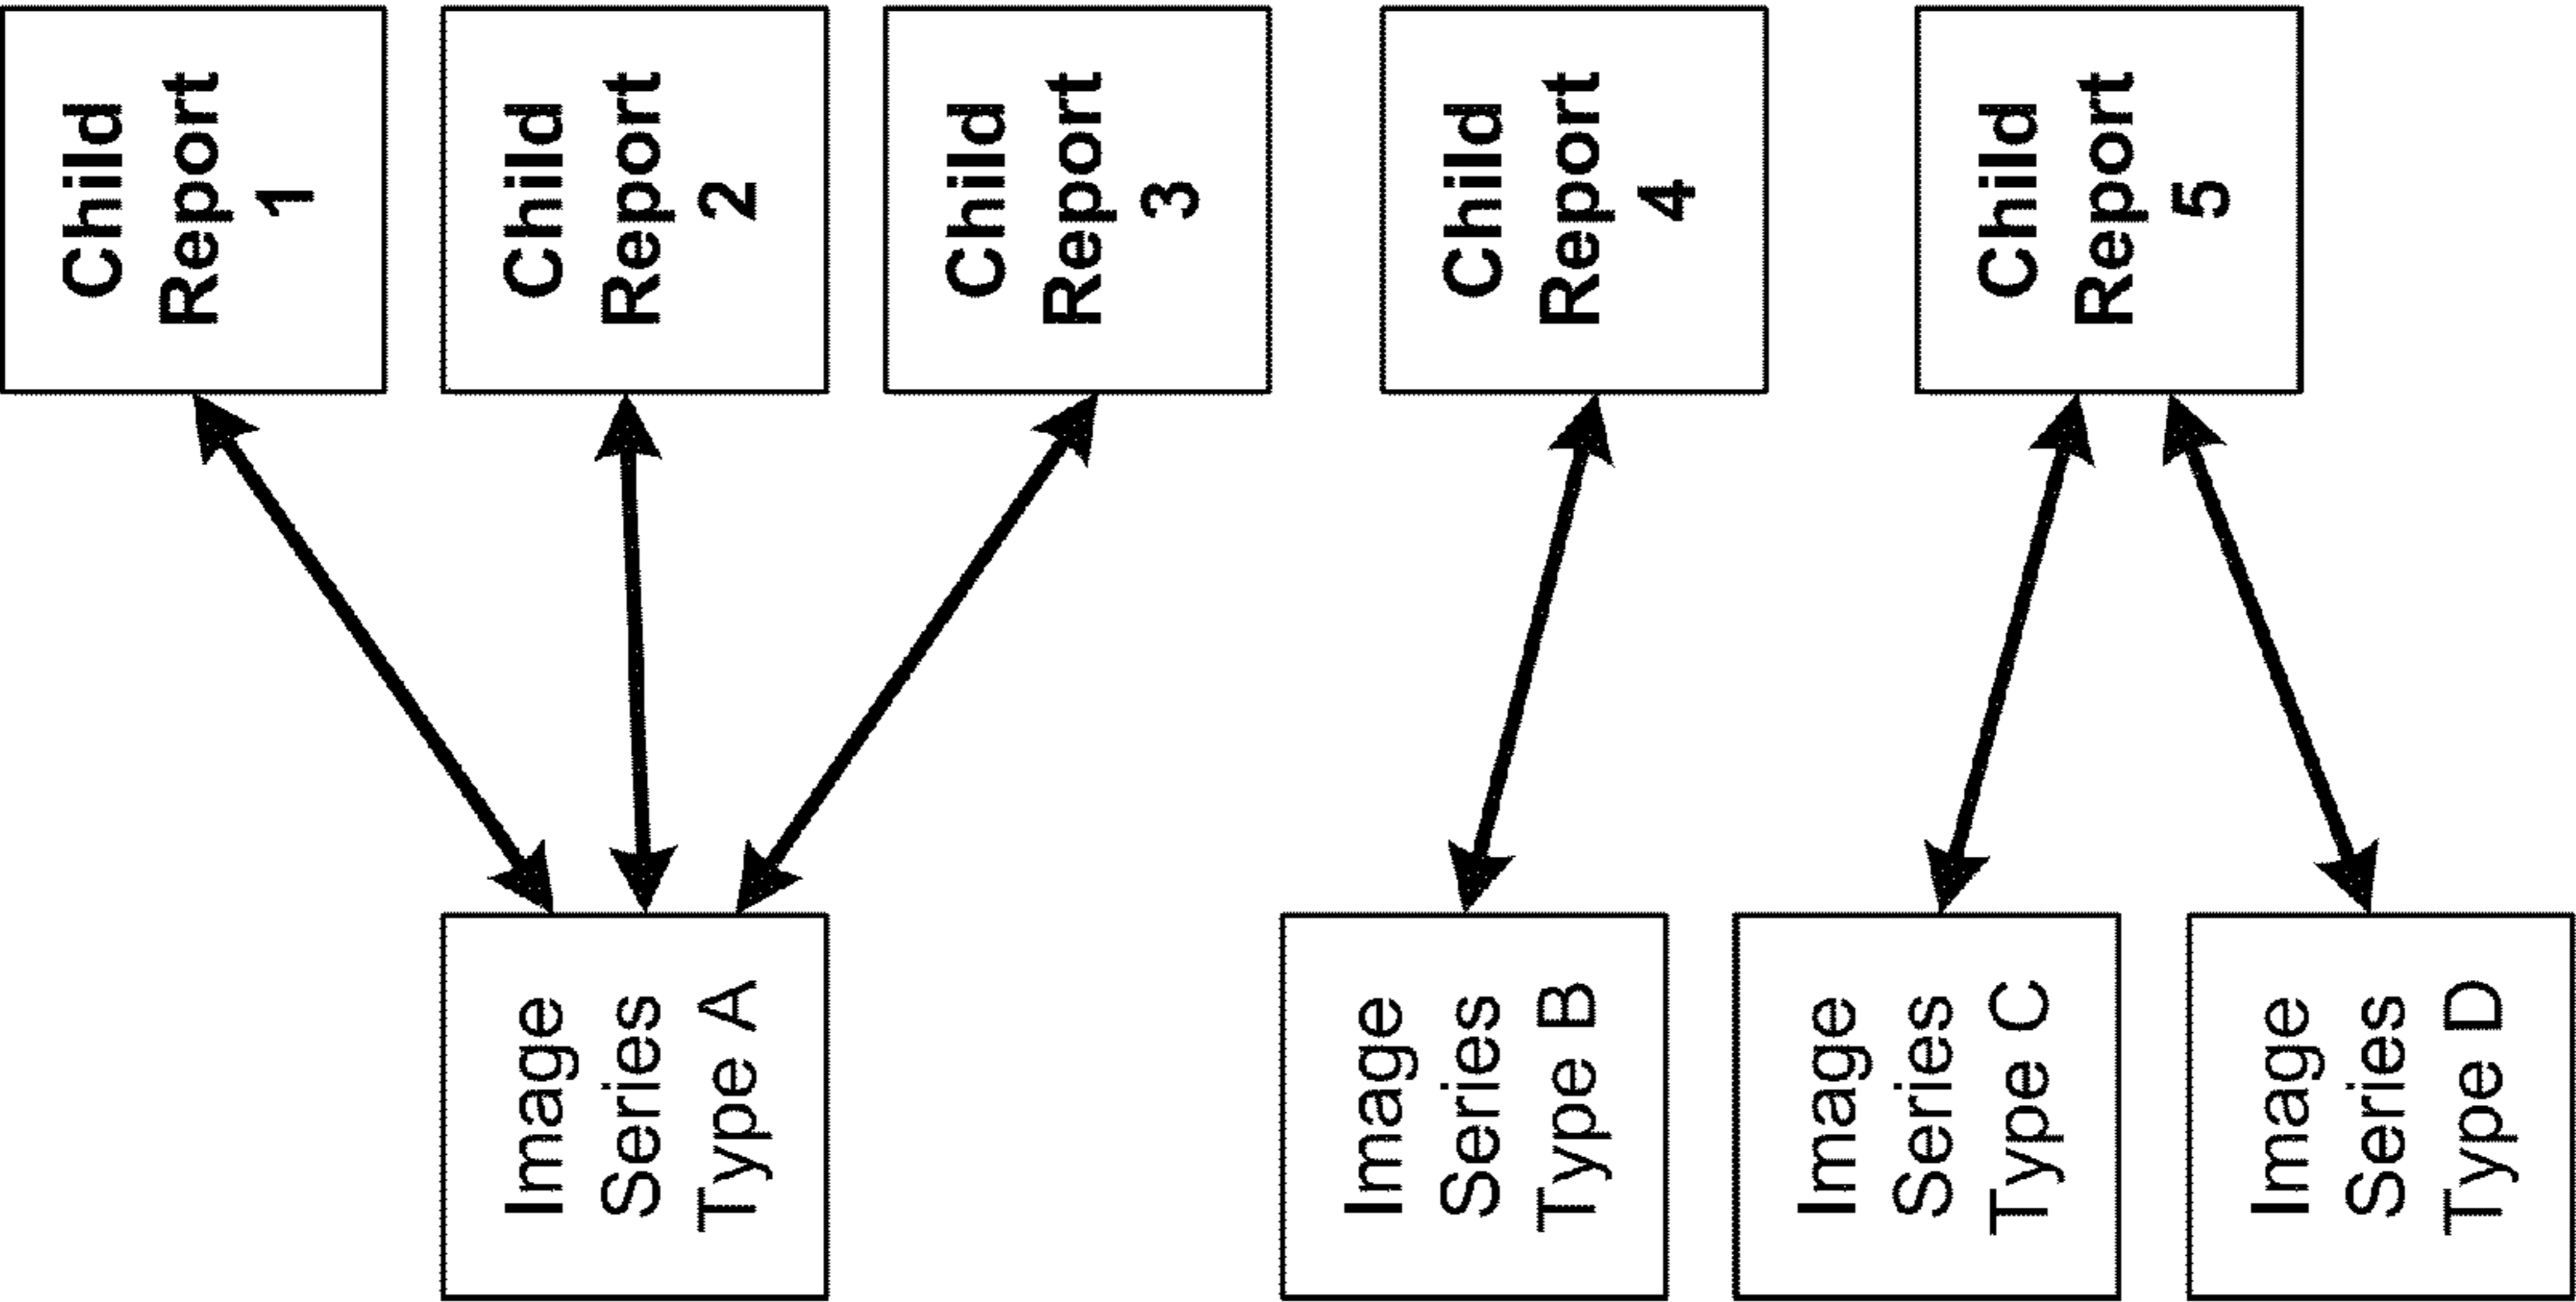 Child
Report
1
Child
Report
2
Child
Report
3
Child
Report
4
Child
Report
5
Image
Series
Type A
Image
Series
Type B
Image
Series
Type C
Image
Series
Type D